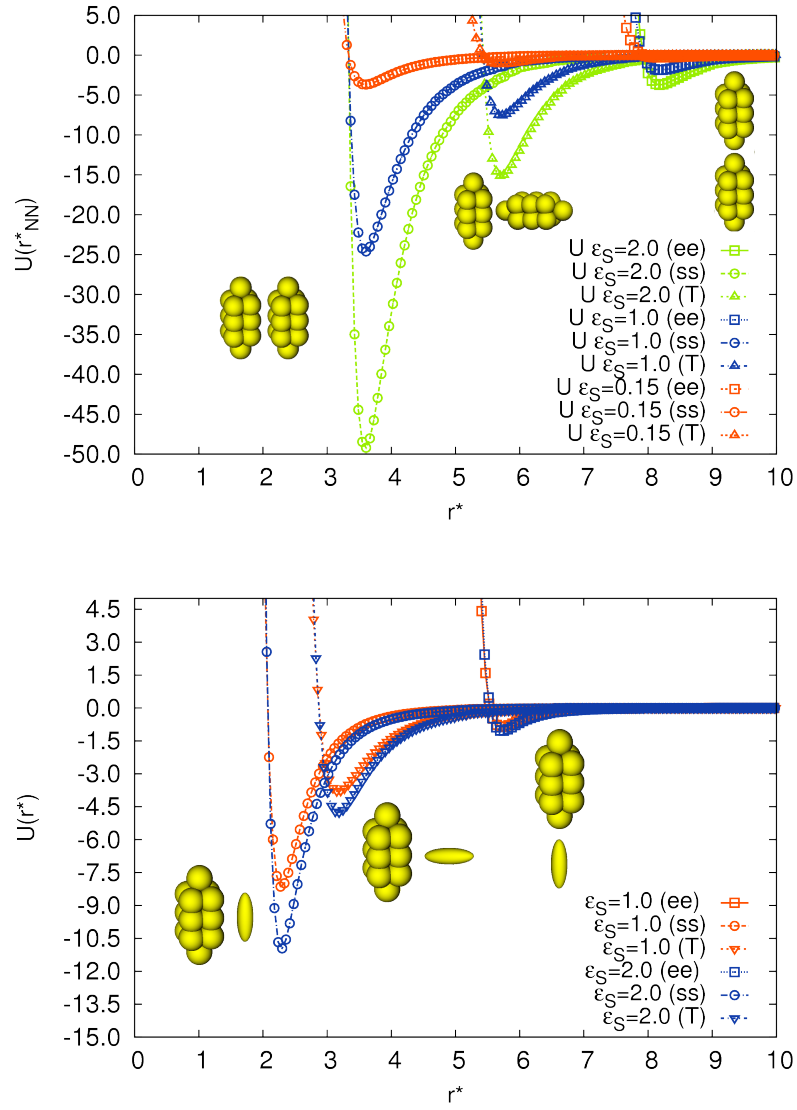 5.0
0.0
-5.0
-10.0
-15.0
-20.0
-25.0
-30.0
-35.0
-40.0
-45.0
-50.0
U(r*NN)
U εS=2.0 (ee)
U εS=2.0 (ss)
U εS=2.0 (T)
U εS=1.0 (ee)
U εS=1.0 (ss)
U εS=1.0 (T)
U εS=0.15 (ee)
U εS=0.15 (ss)
U εS=0.15 (T)
0 1 2 3 4 5 6 7 8 9 10
r*
4.5
3.0
1.5
0.0
-1.5
-3.0
-4.5
-6.0
-7.5
-9.0
-10.5
-12.0
-13.5
-15.0
U(r*)
εS=1.0 (ee)
εS=1.0 (ss)
εS=1.0 (T)
εS=2.0 (ee)
εS=2.0 (ss)
εS=2.0 (T)
0 1 2 3 4 5 6 7 8 9 10
r*